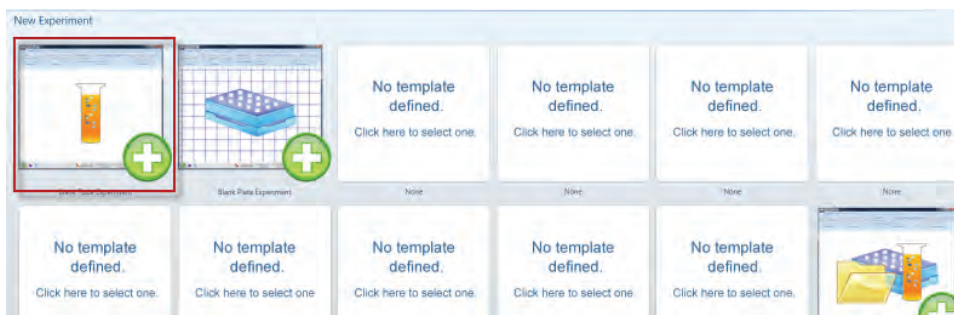 New Experiment
No template
defined.
Click here to select one.
No template
defined.
Click here to select one.
No template
defined.
Click here to select one.
No template
defined.
Click here to select one.
Blank Plate Experiment
None
None
None
None
No template
defined.
Click here to select one.
No template
defined.
Click here to select one
No template
defined.
Click here to select one.
No template
defined.
Click here to select one.
No template
defined.
Click here to select one.